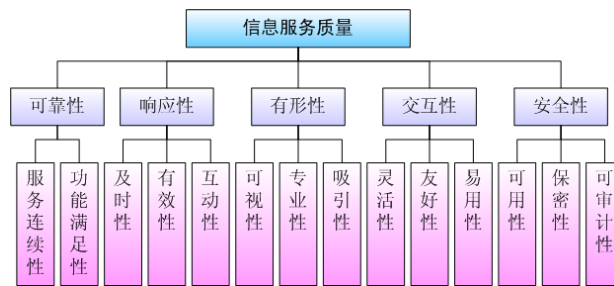 信息服务质量
可靠性
响应性
有形性
交互性
安全性
服务连续性
功能满足性
及时性
有效性
互动性
可视性
专业性
吸引性
灵活性
友好性
易用性
可用性
保密性
可审计性